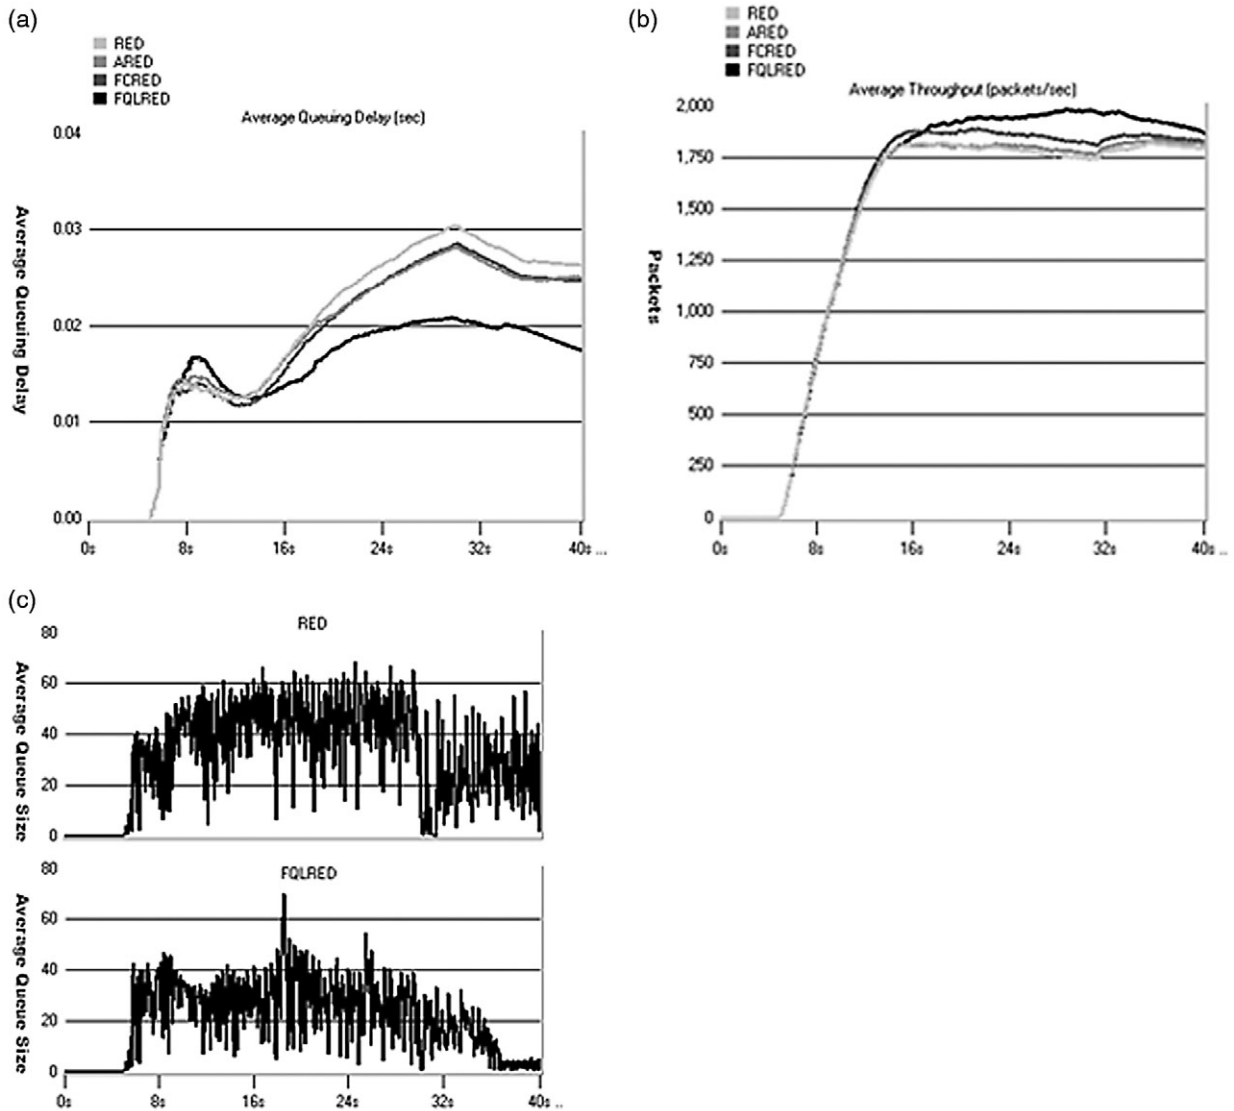 (a)
RED
ARED
FCRED
FQLRED
Average Queuing Delay (sec)
Average Queuing Delay
0.04
0.03
0.02
0.01
0.00
0s 8s 16s 24s 32s 40s ...
(b)
RED
ARED
FCRED
FQLRED
Average Throughput (packets/sec)
Packets
2,000
1,750
1,500
1,250
1,000
750
500
250
0
0s 8s 16s 24s 32s 40s ..
(c)
RED
Average Queue Size
80
60
40
20
0
FQLRED
Average Queue Size
80
60
40
20
0
0s 8s 16s 24s 32s 40s ..